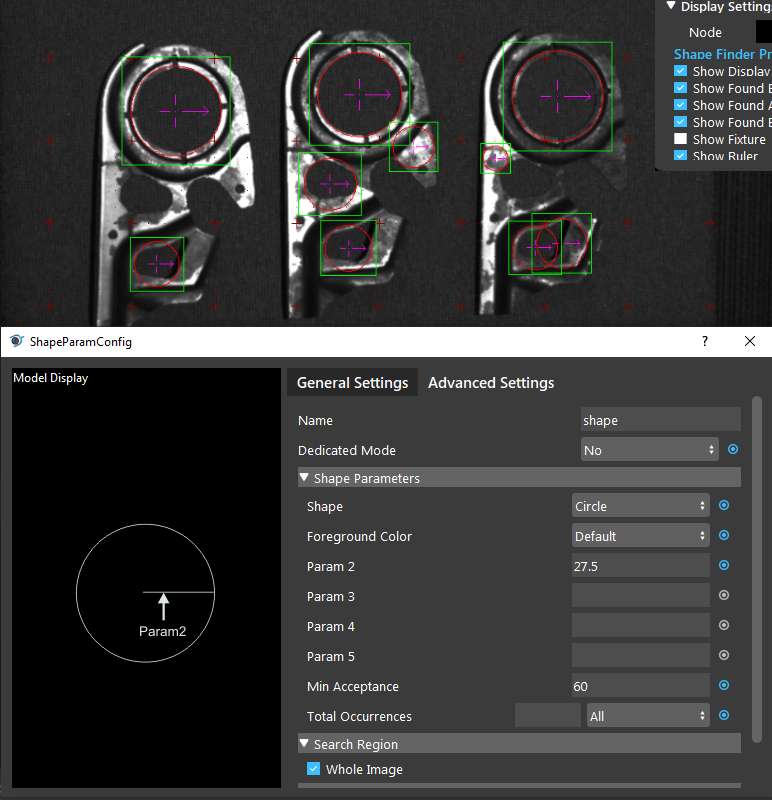 Display Settings
Node
Shape Finder Pr
Show Display
Show Found E
Show Found A
Show Found E
Show Fixture
Show Ruler
ShapeParamConfig
?
Model Display
General Settings
Advanced Settings
Name
shape
Dedicated Mode
No
Shape Parameters
Shape
Circle
Foreground Color
Default
Param 2
27.5
Param 3
Param 4
Param 5
Param2
Min Acceptance
60
Total Occurrences
All
Search Region
Whole Image